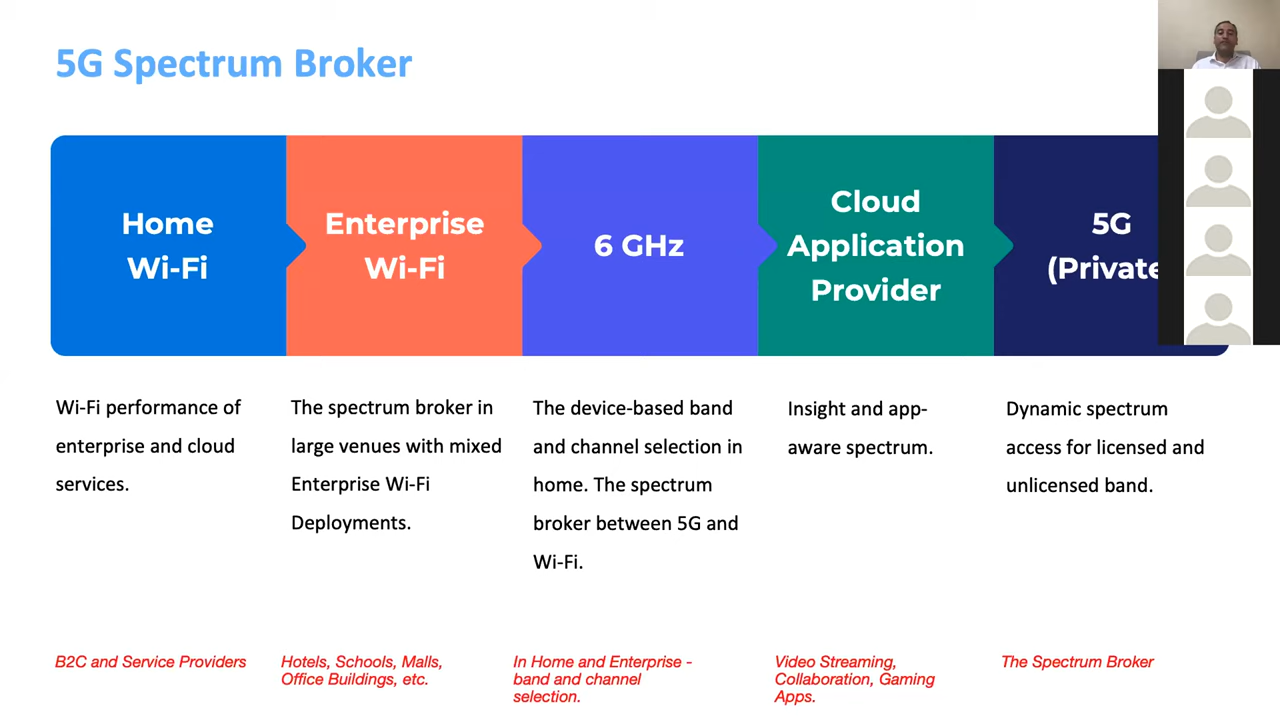 5G Spectrum Broker
Home
Wi-Fi
Enterprise
Wi-Fi
6 GHz
Cloud
Application
Provider
5G
(Private
Wi-Fi performance of
enterprise and cloud
services.
The spectrum broker in
large venues with mixed
Enterprise Wi-Fi
Deployments.
The device-based band
and channel selection in
home. The spectrum
broker between 5G and
Wi-Fi.
Insight and app-
aware spectrum.
Dynamic spectrum
access for licensed and
unlicensed band.
B2C and Service Providers
Hotels, Schools, Malls,
Office Buildings, etc.
In Home and Enterprise -
band and channel
selection.
Video Streaming,
Collaboration, Gaming
Apps.
The Spectrum Broker